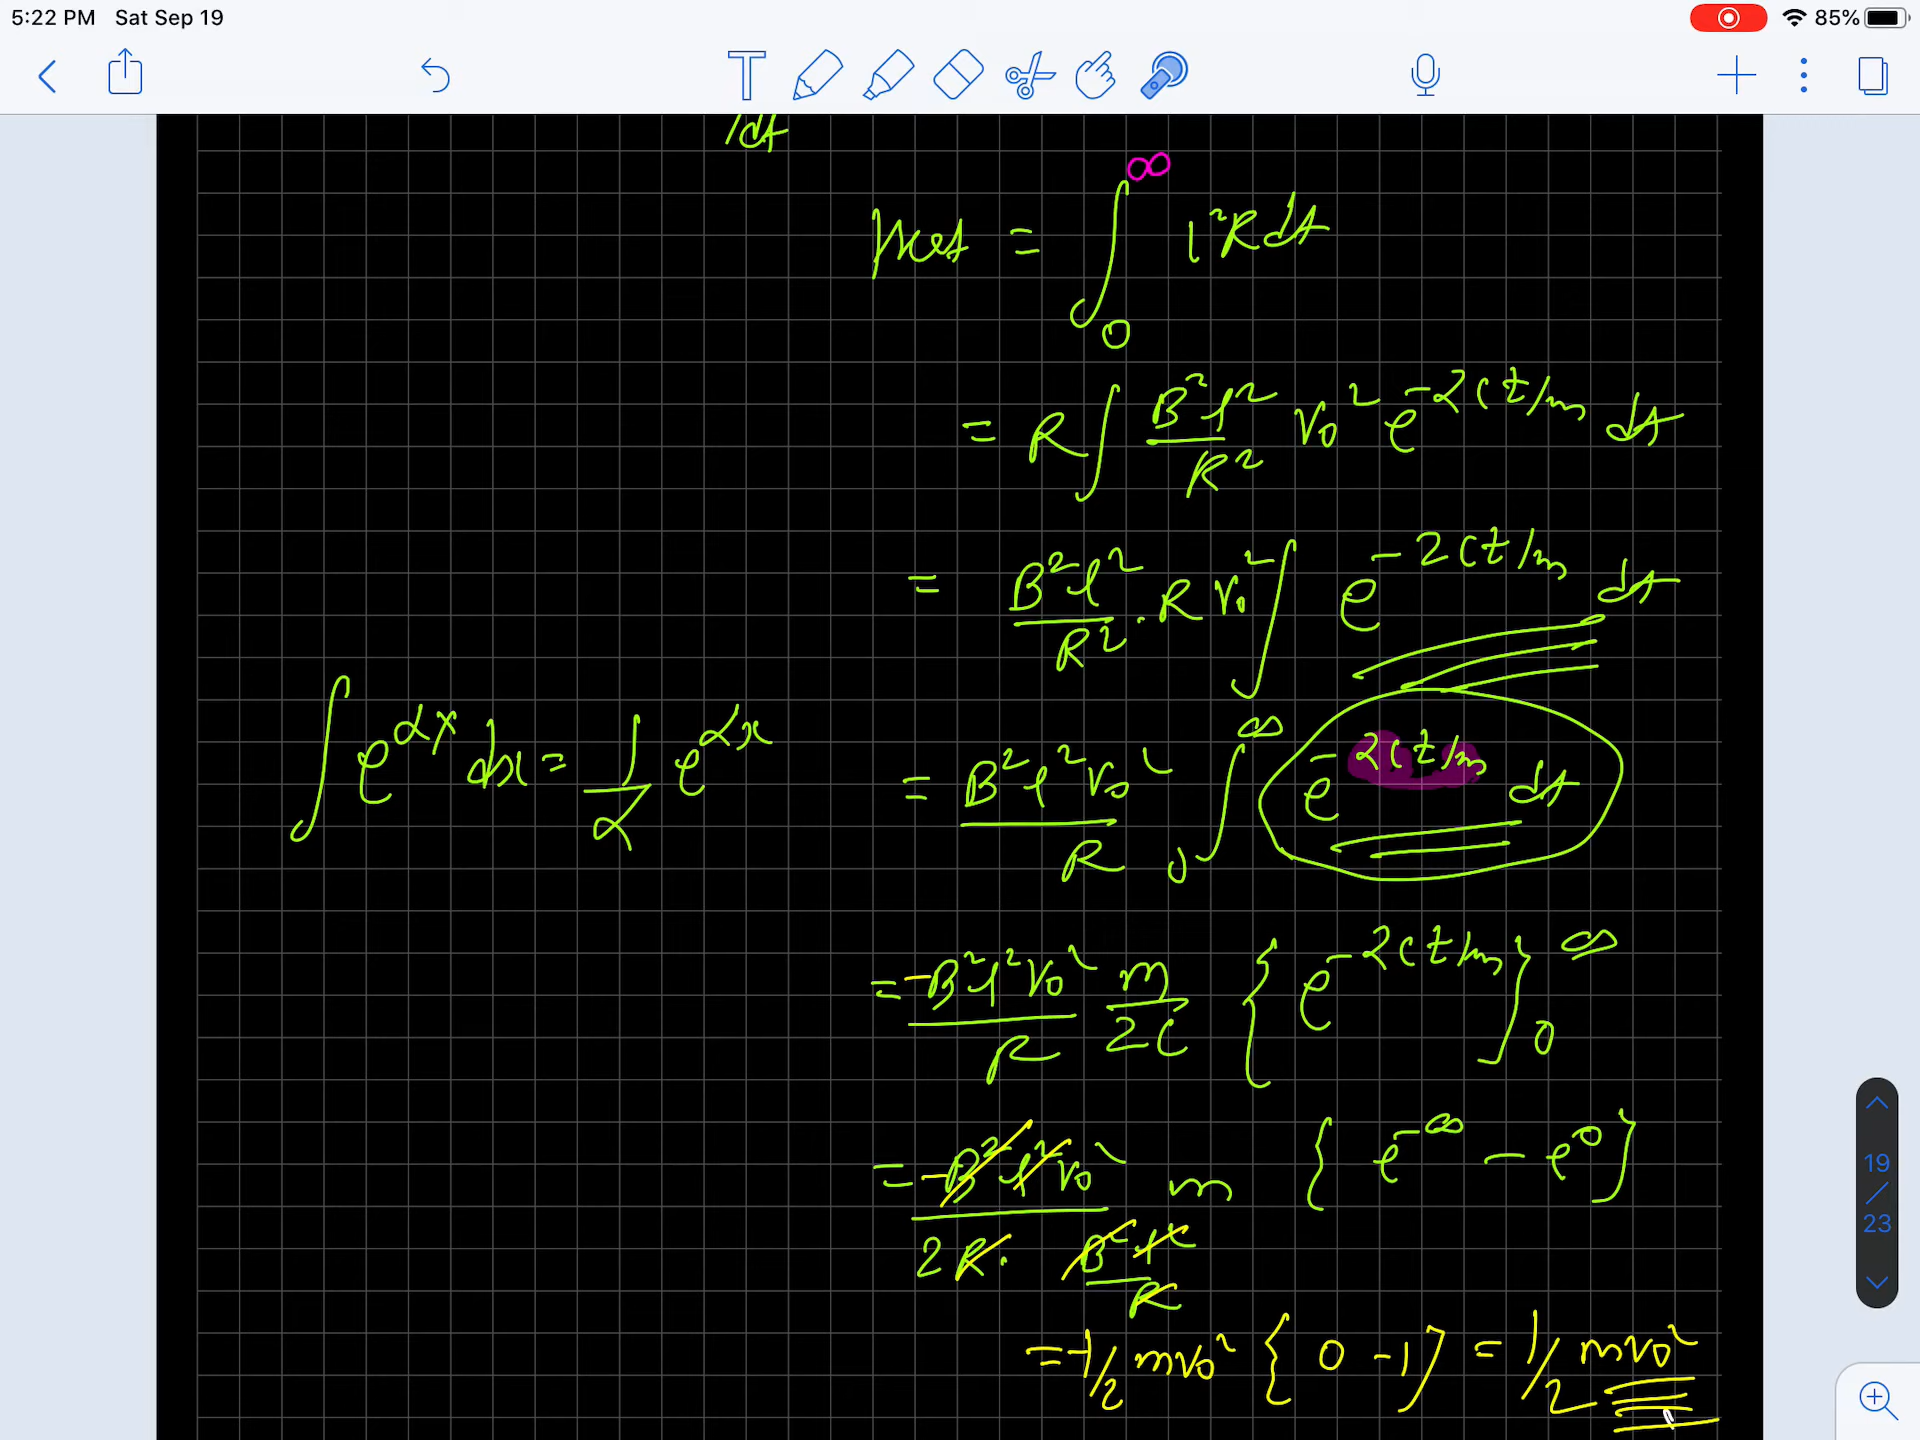 5:22 PM Sat Sep 19 85%
/dt
= ∫₀^∞ i²R dt
= R ∫ B²l²/R² v₀² e^(-2Ct/m) dt
= B²l²/R² · R v₀² ∫ e^(-2Ct/m) dt
∫ e^(αx) dx = 1/α e^(αx)
= B²l²v₀²/R ∫₀^∞ e^(-2Ct/m) dt
= -B²l²v₀²/R m/2C { e^(-2Ct/m) }₀^∞
= -B²l²v₀² m / 2R · B²l²/R { e^(-∞) - e^0 }
= -1/2 mv₀² { 0 - 1 } = 1/2 mv₀²
19
/
23